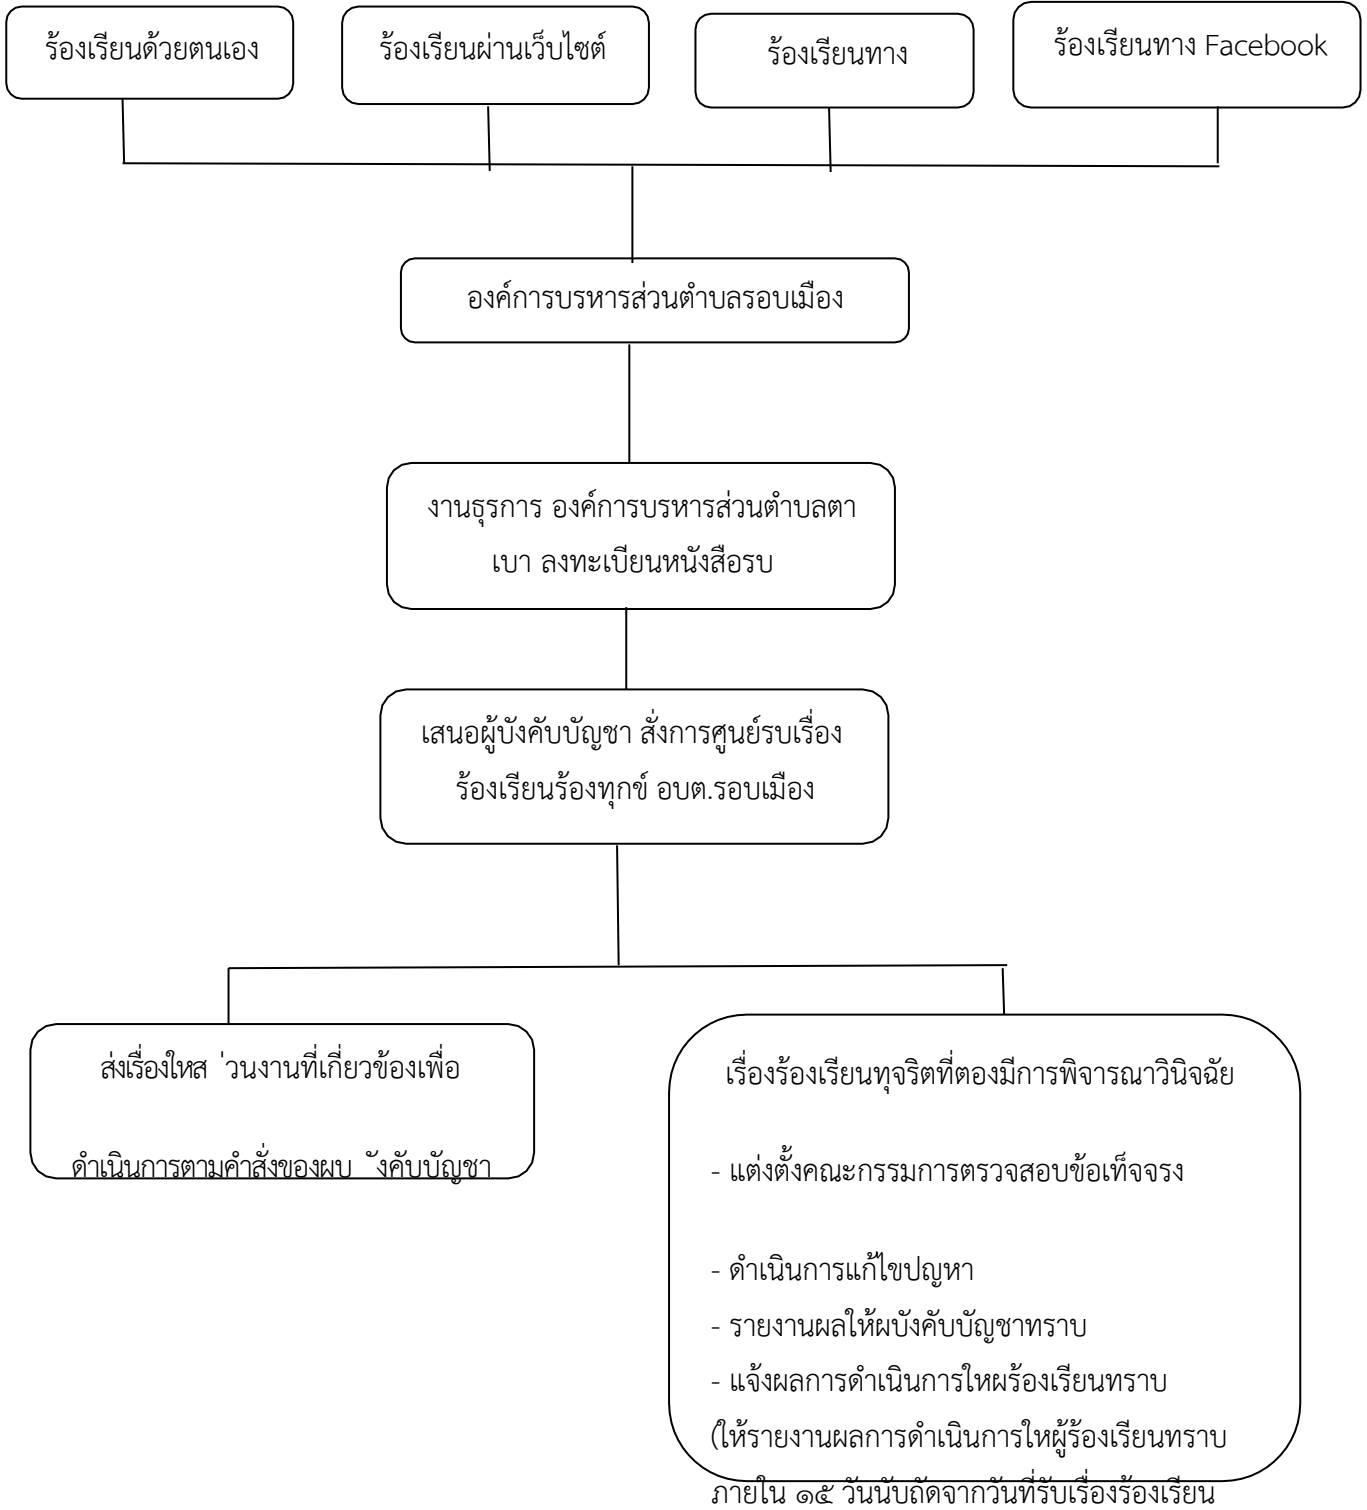 ร้องเรียนด้วยตนเอง
ร้องเรียนผ่านเว็บไซต์
ร้องเรียนทาง
ร้องเรียนทาง Facebook
องค์การบรหารส่วนตำบลรอบเมือง
งานธุรการ องค์การบรหารส่วนตำบลตา
เบา ลงทะเบียนหนังสือรบ
เสนอผู้บังคับบัญชา สั่งการศูนย์รบเรื่อง
ร้องเรียนร้องทุกข์ อบต.รอบเมือง
ส่งเรื่องใหส ่วนงานที่เกี่ยวข้องเพื่อ
ดำเนินการตามคำสั่งของผบ ังคับบัญชา
เรื่องร้องเรียนทุจริตที่ตองมีการพิจารณาวินิจฉัย
- แต่งตั้งคณะกรรมการตรวจสอบข้อเท็จจรง
- ดำเนินการแก้ไขปญหา
- รายงานผลให้ผบังคับบัญชาทราบ
- แจ้งผลการดำเนินการใหผร้องเรียนทราบ
(ให้รายงานผลการดำเนินการใหผู้ร้องเรียนทราบ
ภายใน ๑๕ วันนับถัดจากวันที่รับเรื่องร้องเรียน